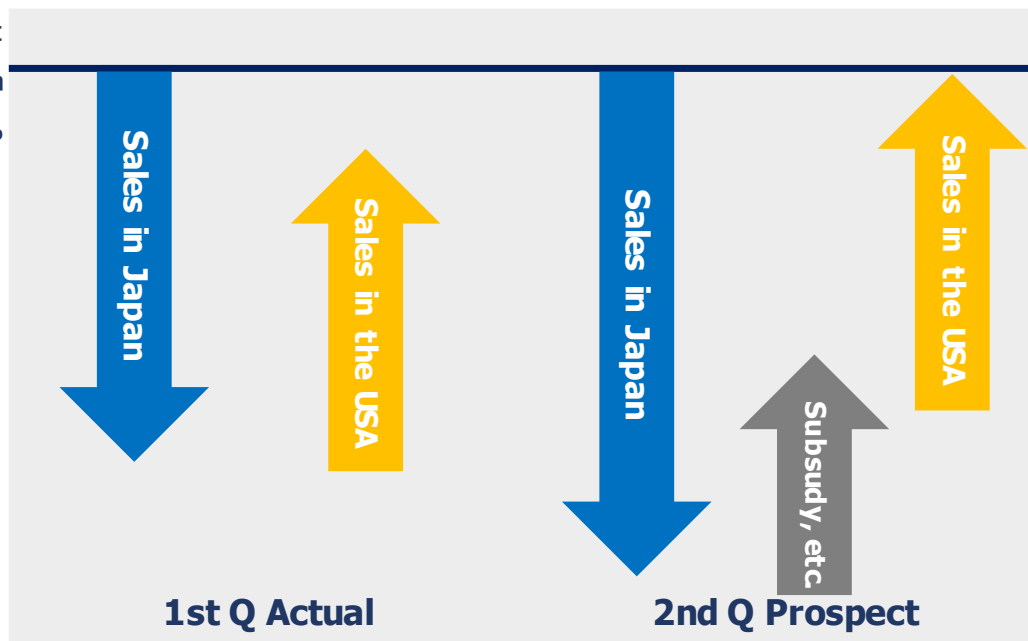 Sales in Japan
Sales in the USA
Sales in Japan
Subsudy, etc.
Sales in the USA
1st Q Actual
2nd Q Prospect